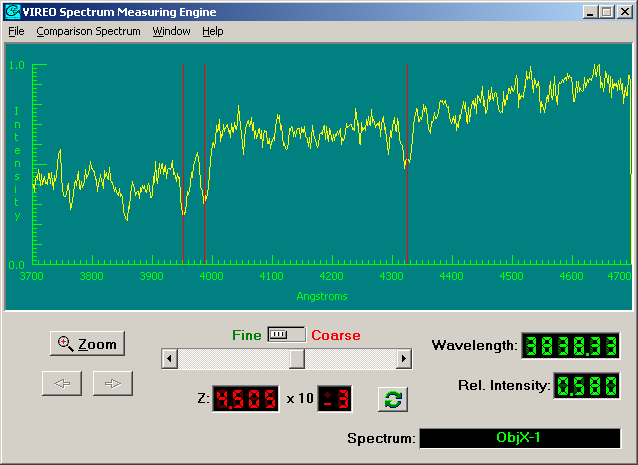 VIREO Spectrum Measuring Engine
File Comparison Spectrum Window Help
1.0
Intensity
0.0
3700 3800 3900 4000 4100 4200 4300 4400 4500 4600 4700
Angstroms
Fine Coarse
Zoom
Wavelength: 3838.33
Z: 4.505 x 10 -3
Rel. Intensity: 0.580
Spectrum: ObjX-1